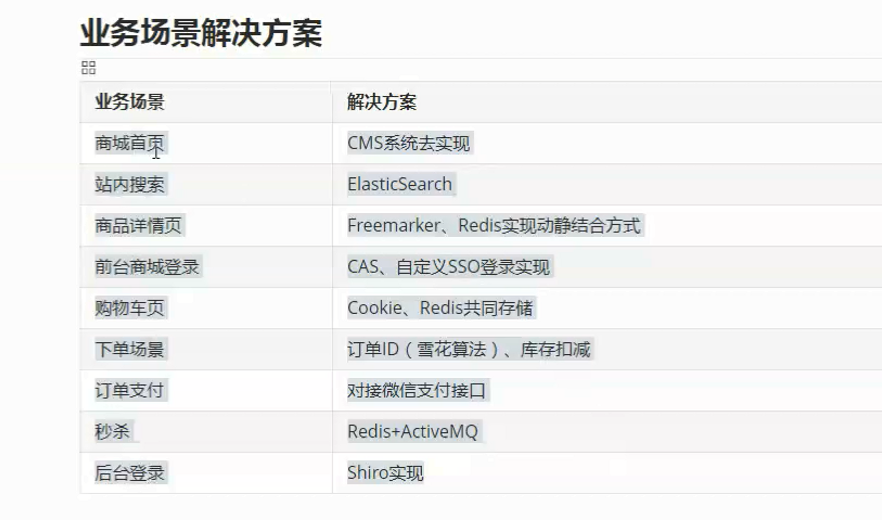 业务场景解决方案
业务场景 解决方案
商城首页 CMS系统去实现
站内搜索 ElasticSearch
商品详情页 Freemarker、Redis实现动静结合方式
前台商城登录 CAS、自定义SSO登录实现
购物车页 Cookie、Redis共同存储
下单场景 订单ID（雪花算法）、库存扣减
订单支付 对接微信支付接口
秒杀 Redis+ActiveMQ
后台登录 Shiro实现